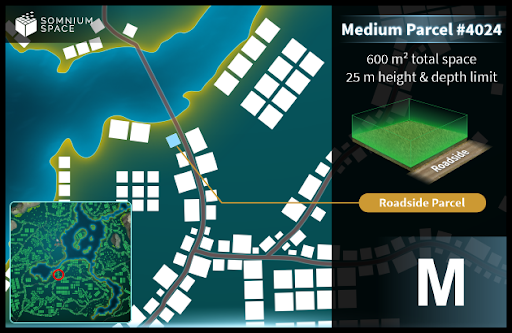 SOMNIUM
SPACE
Medium Parcel #4024
600 m² total space
25 m height & depth limit
Roadside
Roadside Parcel
M